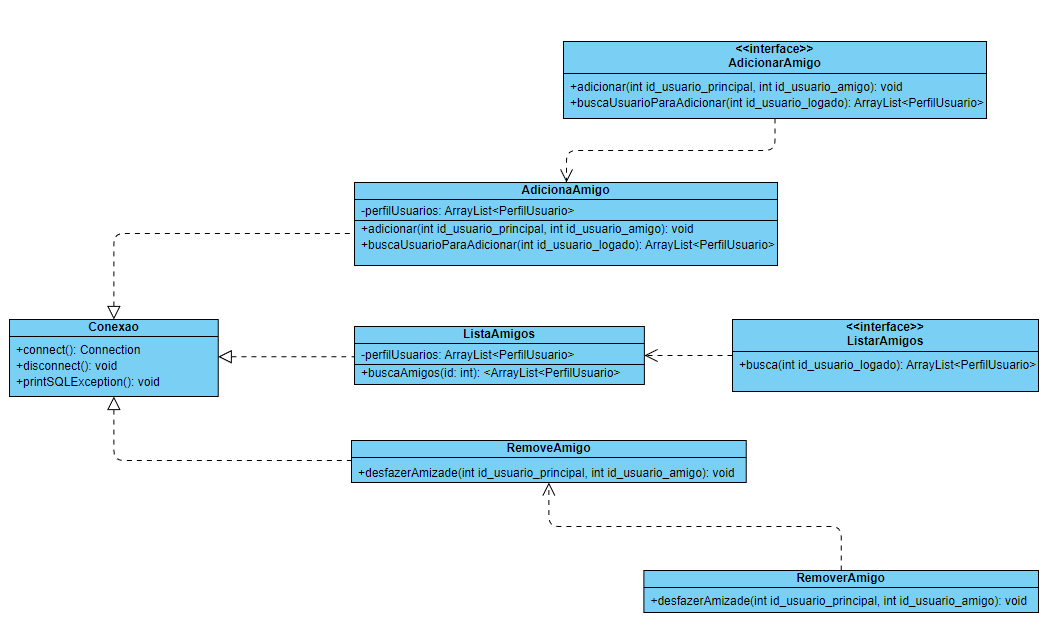 <<interface>>
AdicionarAmigo
+adicionar(int id_usuario_principal, int id_usuario_amigo): void
+buscaUsuarioParaAdicionar(int id_usuario_logado): ArrayList<PerfilUsuario>
AdicionaAmigo
-perfilUsuarios: ArrayList<PerfilUsuario>
+adicionar(int id_usuario_principal, int id_usuario_amigo): void
+buscaUsuarioParaAdicionar(int id_usuario_logado): ArrayList<PerfilUsuario>
Conexao
+connect(): Connection
+disconnect(): void
+printSQLException(): void
ListaAmigos
-perfilUsuarios: ArrayList<PerfilUsuario>
+buscaAmigos(id: int): <ArrayList<PerfilUsuario>
<<interface>>
ListarAmigos
+busca(int id_usuario_logado): ArrayList<PerfilUsuario>
RemoveAmigo
+desfazerAmizade(int id_usuario_principal, int id_usuario_amigo): void
RemoverAmigo
+desfazerAmizade(int id_usuario_principal, int id_usuario_amigo): void